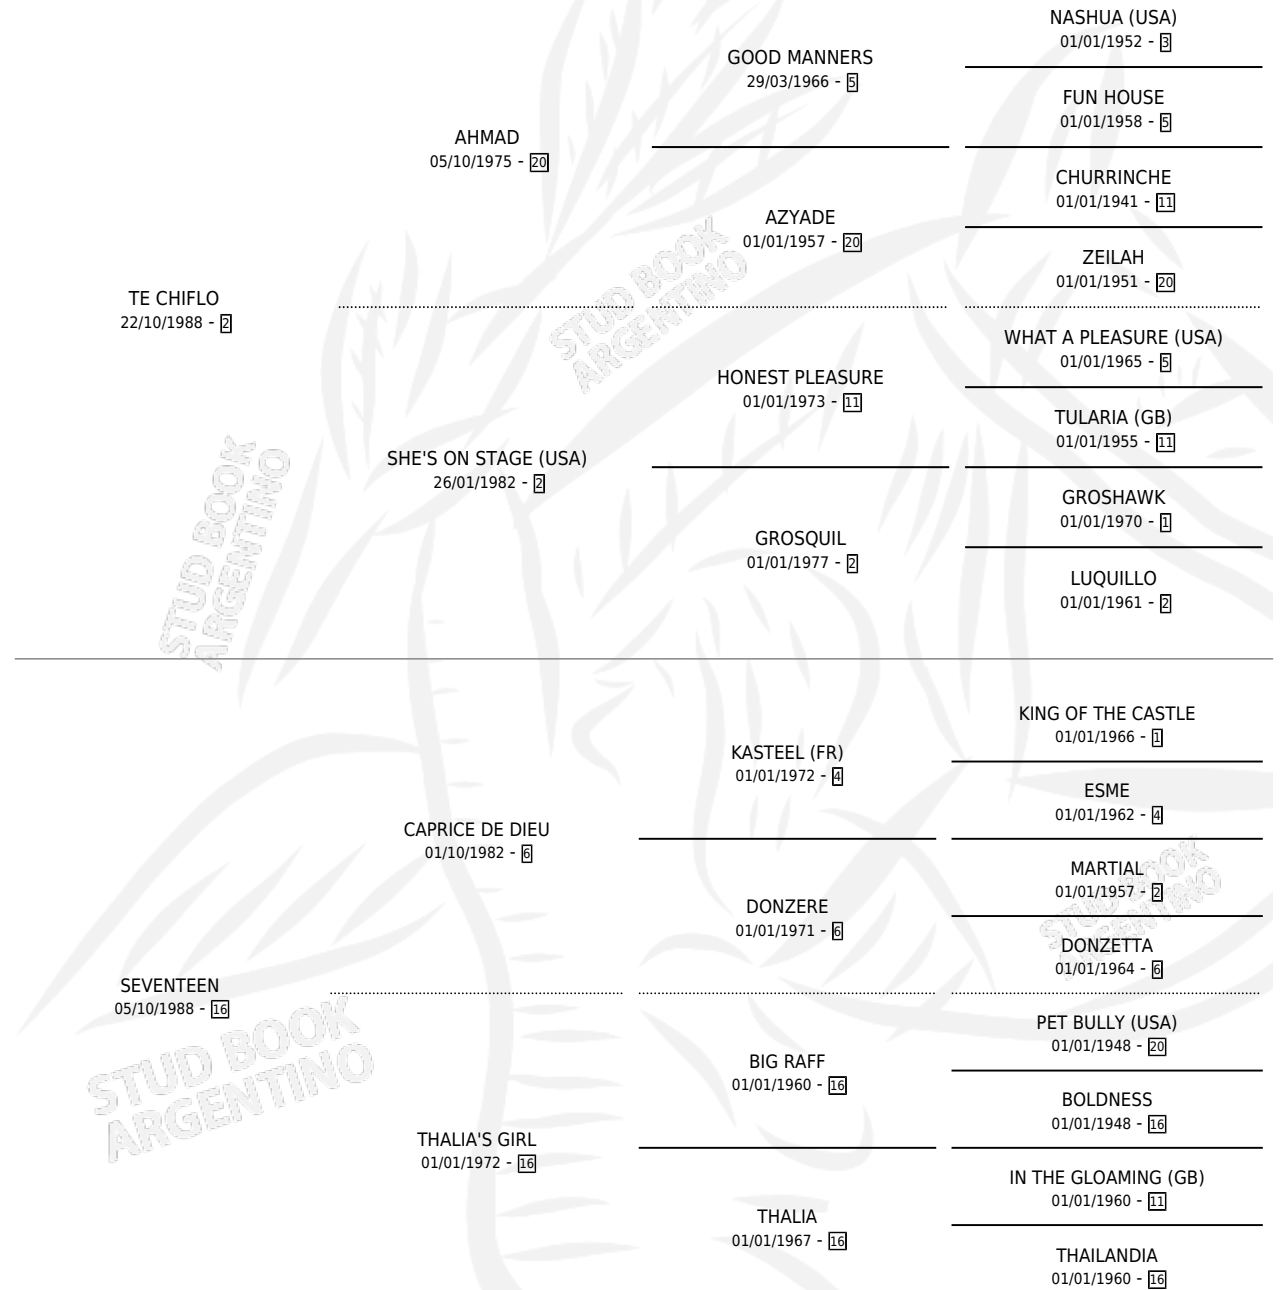 NASHUA (USA)
01/01/1952 - 3
GOOD MANNERS
29/03/1966 - 5
FUN HOUSE
01/01/1958 - 5
AHMAD
05/10/1975 - 20
CHURRINCHE
01/01/1941 - 11
AZYADE
01/01/1957 - 20
ZEILAH
01/01/1951 - 20
TE CHIFLO
22/10/1988 - 2
STUD BOOK
ARGENTINO
WHAT A PLEASURE (USA)
01/01/1965 - 5
HONEST PLEASURE
01/01/1973 - 11
TULARIA (GB)
01/01/1955 - 11
SHE'S ON STAGE (USA)
26/01/1982 - 2
GROSHAWK
01/01/1970 - 1
GROSQUIL
01/01/1977 - 2
LUQUILLO
01/01/1961 - 2
STUD BOOK
ARGENTINO
KING OF THE CASTLE
01/01/1966 - 1
KASTEEL (FR)
01/01/1972 - 4
ESME
01/01/1962 - 4
CAPRICE DE DIEU
01/10/1982 - 6
MARTIAL
01/01/1957 - 2
DONZERE
01/01/1971 - 6
STUD BOOK
ARGENTINO
DONZETTA
01/01/1964 - 6
SEVENTEEN
05/10/1988 - 16
STUD BOOK
ARGENTINO
PET BULLY (USA)
01/01/1948 - 20
BIG RAFF
01/01/1960 - 16
BOLDNESS
01/01/1948 - 16
THALIA'S GIRL
01/01/1972 - 16
IN THE GLOAMING (GB)
01/01/1960 - 11
THALIA
01/01/1967 - 16
THAILANDIA
01/01/1960 - 16